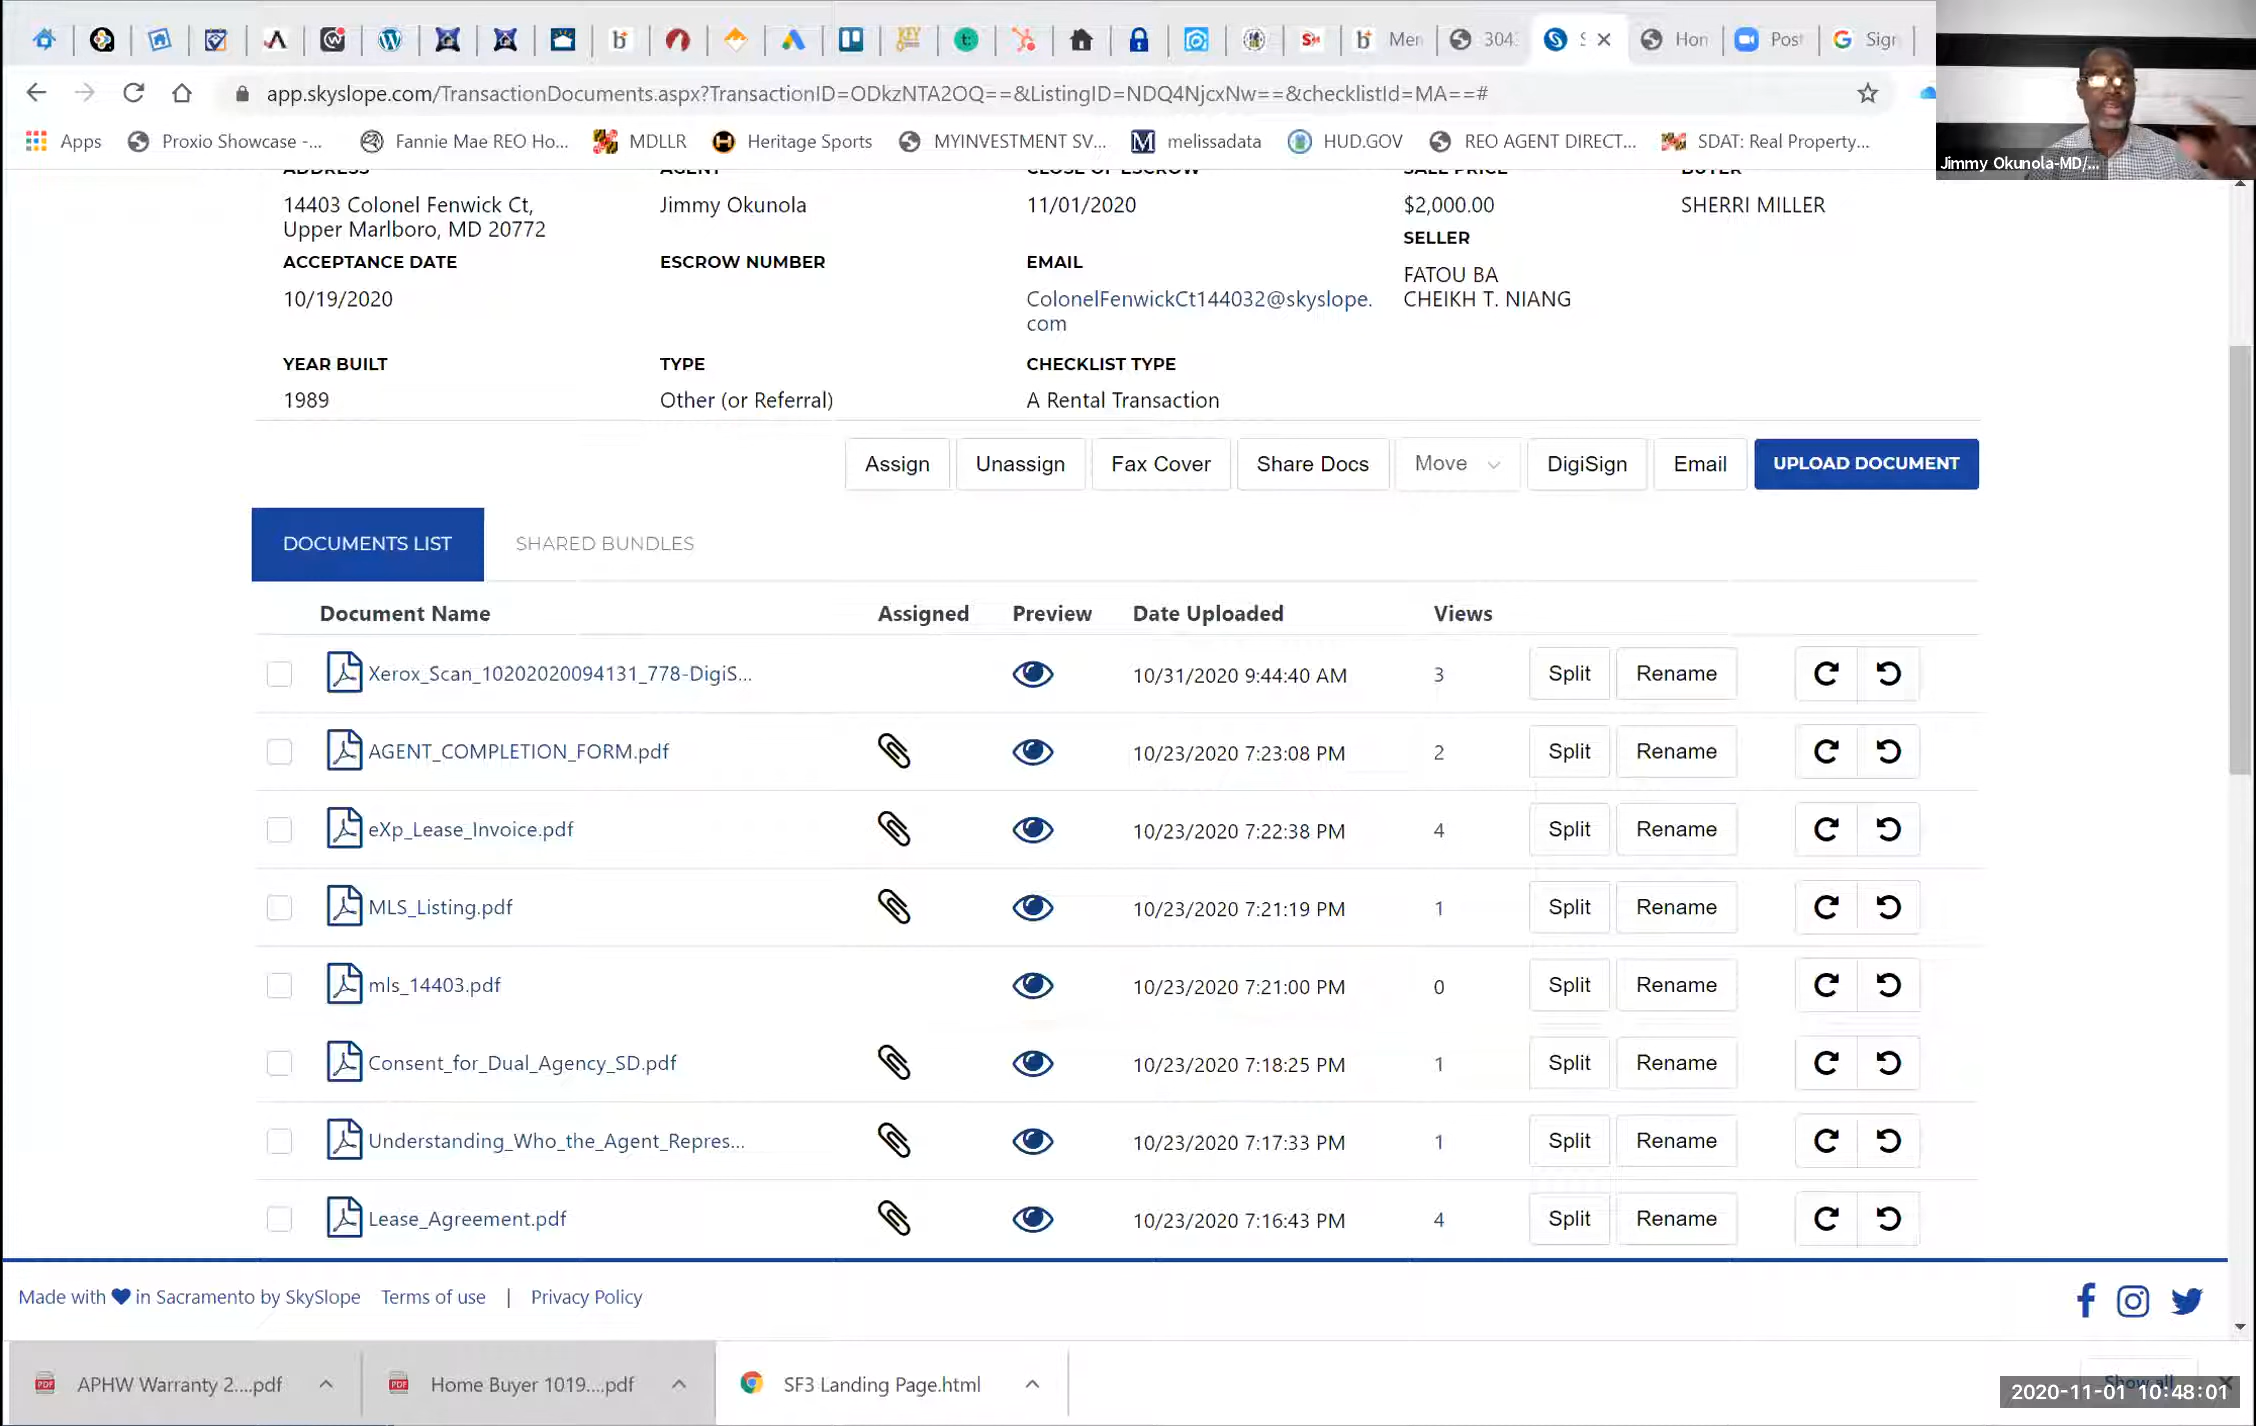 Mer
304
S
Hon
Post
Sign
app.skyslope.com/TransactionDocuments.aspx?TransactionID=ODkzNTA2OQ==&ListingID=NDQ4NjcxNw==&checklistId=MA==#
Apps
Proxio Showcase -...
Fannie Mae REO Ho...
MDLLR
Heritage Sports
MYINVESTMENT SV...
melissadata
HUD.GOV
REO AGENT DIRECT...
SDAT: Real Property...
Jimmy Okunola-MD/...
ADDRESS
AGENT
CLOSE OF ESCROW
SALE PRICE
BUYER
14403 Colonel Fenwick Ct,
Upper Marlboro, MD 20772
Jimmy Okunola
11/01/2020
$2,000.00
SHERRI MILLER
SELLER
FATOU BA
CHEIKH T. NIANG
ACCEPTANCE DATE
10/19/2020
ESCROW NUMBER
EMAIL
ColonelFenwickCt144032@skyslope.
com
YEAR BUILT
1989
TYPE
Other (or Referral)
CHECKLIST TYPE
A Rental Transaction
Assign
Unassign
Fax Cover
Share Docs
Move
DigiSign
Email
UPLOAD DOCUMENT
DOCUMENTS LIST
SHARED BUNDLES
Document Name Assigned Preview Date Uploaded Views
Xerox_Scan_10202020094131_778-DigiS... 10/31/2020 9:44:40 AM 3 Split Rename
AGENT_COMPLETION_FORM.pdf 10/23/2020 7:23:08 PM 2 Split Rename
eXp_Lease_Invoice.pdf 10/23/2020 7:22:38 PM 4 Split Rename
MLS_Listing.pdf 10/23/2020 7:21:19 PM 1 Split Rename
mls_14403.pdf 10/23/2020 7:21:00 PM 0 Split Rename
Consent_for_Dual_Agency_SD.pdf 10/23/2020 7:18:25 PM 1 Split Rename
Understanding_Who_the_Agent_Repres... 10/23/2020 7:17:33 PM 1 Split Rename
Lease_Agreement.pdf 10/23/2020 7:16:43 PM 4 Split Rename
Made with in Sacramento by SkySlope Terms of use | Privacy Policy
APHW Warranty 2....pdf
Home Buyer 1019....pdf
SF3 Landing Page.html
Show all
2020-11-01 10:48:01